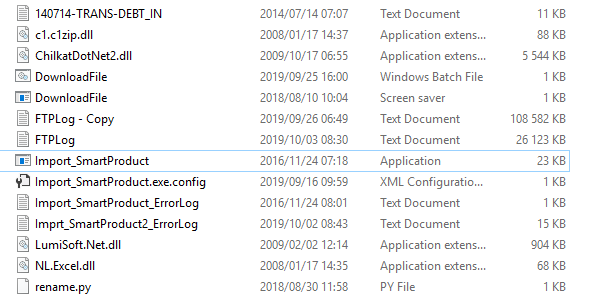 140714-TRANS-DEBT_IN 2014/07/14 07:07 Text Document 11 KB
c1.c1zip.dll 2008/01/17 14:37 Application extens... 88 KB
ChilkatDotNet2.dll 2009/10/17 06:55 Application extens... 5 544 KB
DownloadFile 2019/09/25 16:00 Windows Batch File 1 KB
DownloadFile 2018/08/10 10:04 Screen saver 1 KB
FTPLog - Copy 2019/09/26 06:49 Text Document 108 582 KB
FTPLog 2019/10/03 08:30 Text Document 26 123 KB
Import_SmartProduct 2016/11/24 07:18 Application 23 KB
Import_SmartProduct.exe.config 2019/09/16 09:59 XML Configuratio... 1 KB
Import_SmartProduct_ErrorLog 2016/11/24 08:01 Text Document 1 KB
Imprt_SmartProduct2_ErrorLog 2019/10/02 08:43 Text Document 15 KB
LumiSoft.Net.dll 2009/02/02 12:14 Application extens... 904 KB
NL.Excel.dll 2008/01/17 14:35 Application extens... 68 KB
rename.py 2018/08/30 11:58 PY File 1 KB